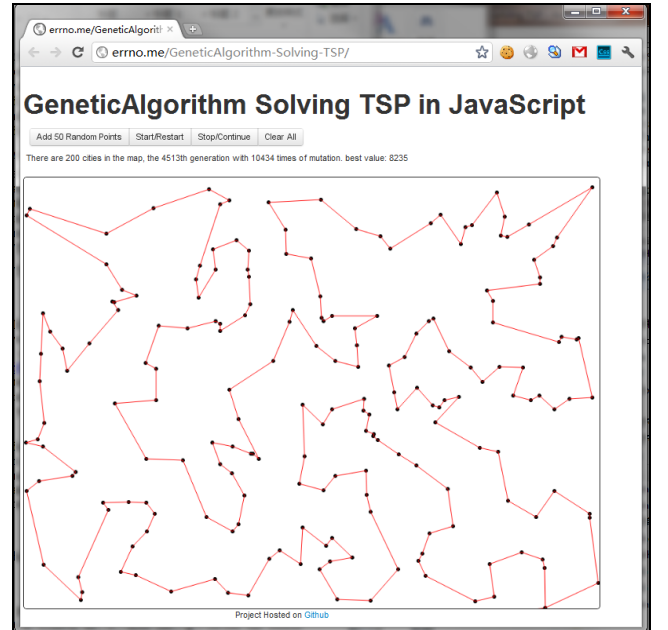 errno.me/GeneticAlgorith
errno.me/GeneticAlgorithm-Solving-TSP/
GeneticAlgorithm Solving TSP in JavaScript
Add 50 Random Points Start/Restart Stop/Continue Clear All
There are 200 cities in the map, the 4513th generation with 10434 times of mutation. best value: 8235
Project Hosted on Github